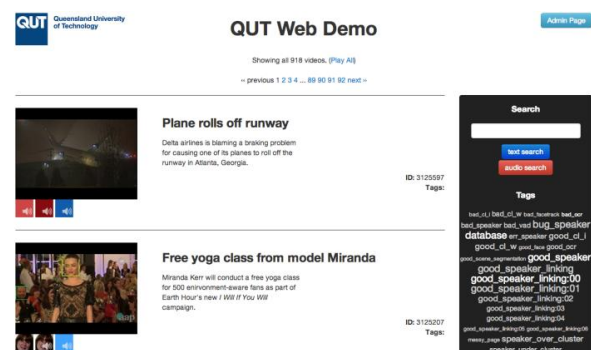 QUT
Queensland University
of Technology
QUT Web Demo
Admin Page
Showing all 918 videos. (Play All)
‹‹ previous 1 2 3 4 ... 89 90 91 92 next ››
Plane rolls off runway
Delta airlines is blaming a braking problem
for causing one of its planes to roll off the
runway in Atlanta, Georgia.
ID: 3125597
Tags:
Free yoga class from model Miranda
Miranda Kerr will conduct a free yoga class
for 500 enirvonment-aware fans as part of
Earth Hour's new I Will If You Will
campaign.
ID: 3125207
Tags:
Search
text search
audio search
Tags
bad_cl_i bad_cl_w bad_facetrack bad_ocr
bad_speaker bad_vad bug_speaker
database err_speaker good_cl_i
good_cl_w good_face good_ocr
good_scene_segmentation good_speaker
good_speaker_linking
good_speaker_linking:00
good_speaker_linking:01
good_speaker_linking:02
good_speaker_linking:03
good_speaker_linking:04
good_speaker_linking:05 good_speaker_linking:06
messy_page speaker_over_cluster
speaker_under_cluster